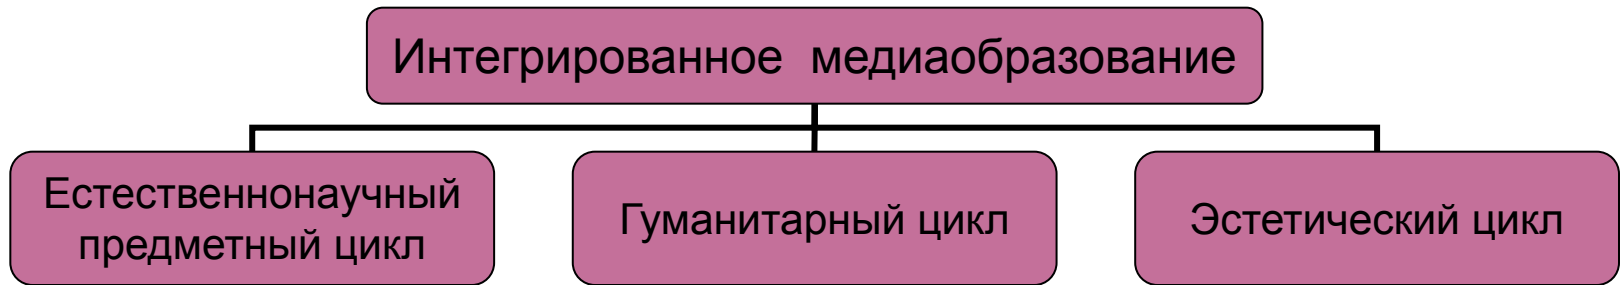 Интегрированное медиаобразование
Естественнонаучный
предметный цикл
Гуманитарный цикл
Эстетический цикл